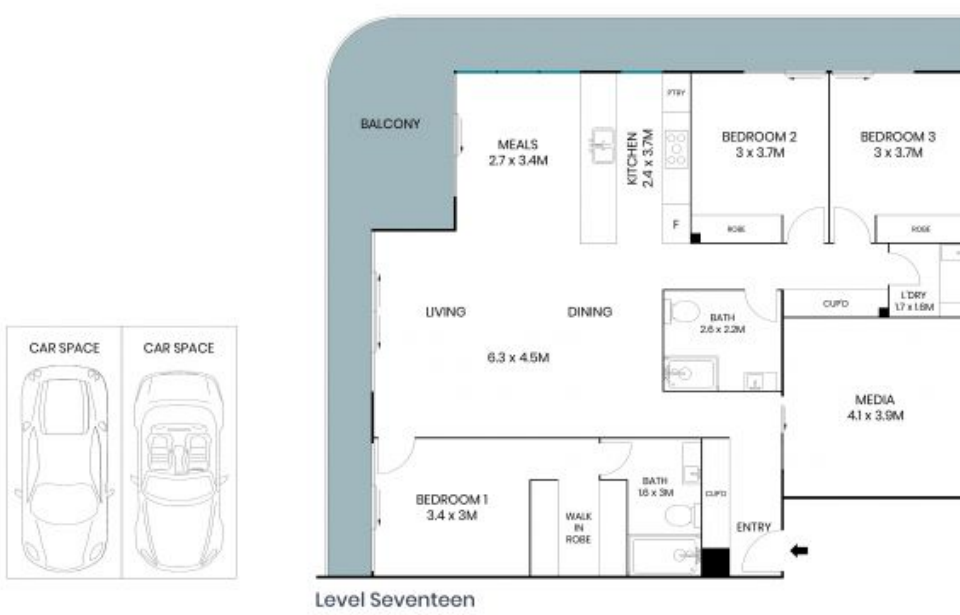 BALCONY
MEALS
2.7 x 3.4M
KITCHEN
2.4 x 3.7M
PTRY
F
BEDROOM 2
3 x 3.7M
ROBE
BEDROOM 3
3 x 3.7M
ROBE
LIVING
DINING
6.3 x 4.5M
BATH
2.6 x 2.2M
CUP'D
L'DRY
1.7 x 1.8M
CAR SPACE
CAR SPACE
MEDIA
4.1 x 3.9M
BEDROOM 1
3.4 x 3M
WALK
IN
ROBE
BATH
1.6 x 3M
CUP'D
ENTRY
Level Seventeen